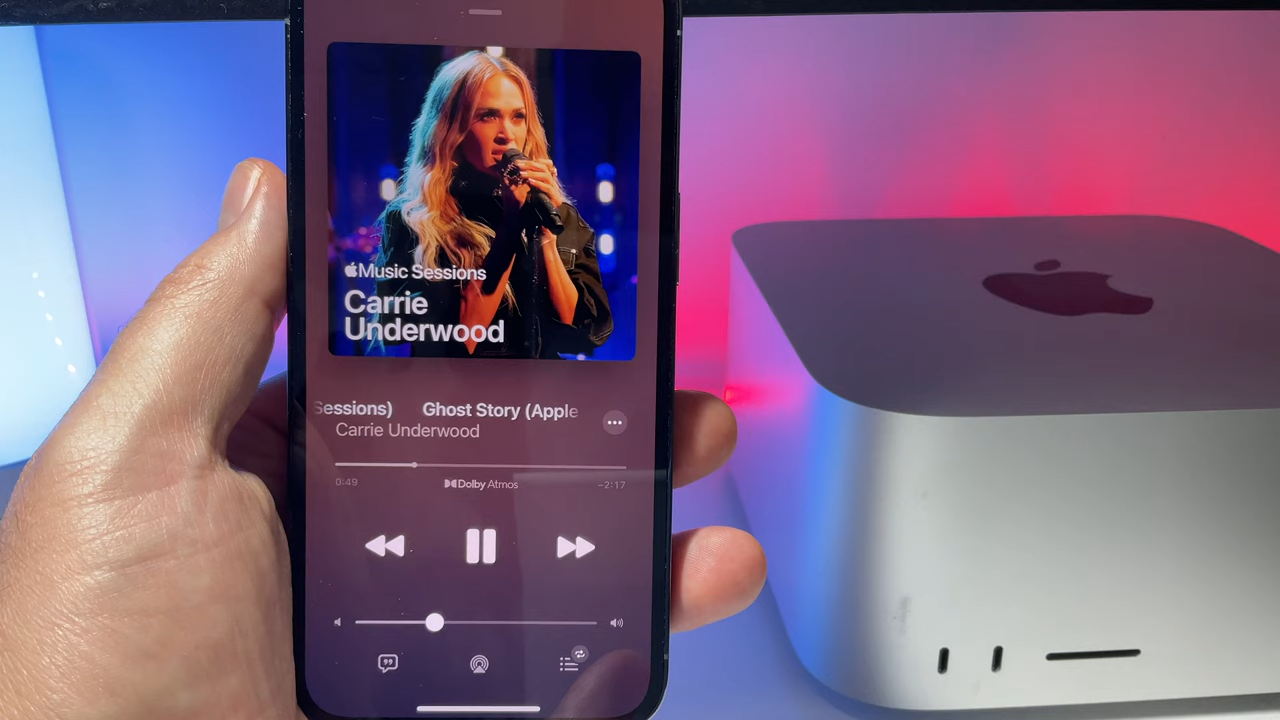 Music Sessions
Carrie
Underwood
Sessions) Ghost Story (Apple
Carrie Underwood
0:49 Dolby Atmos -2:17